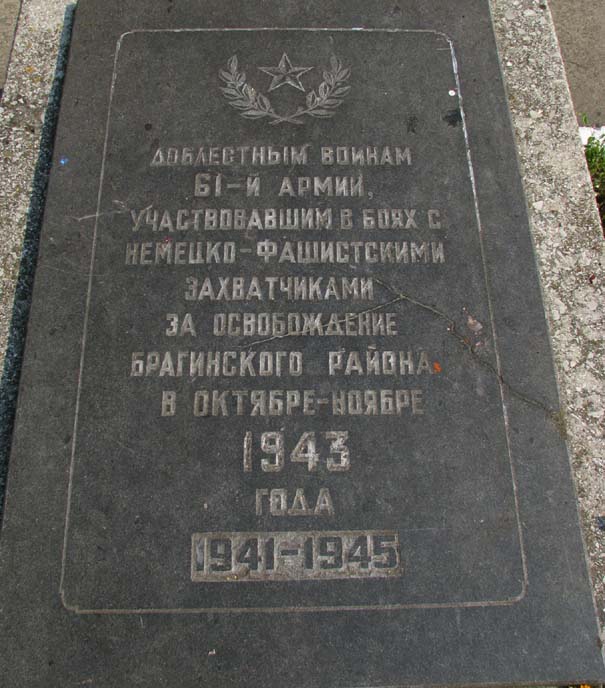 ДОБЛЕСТНЫМ ВОИНАМ
61-Й АРМИИ,
УЧАСТВОВАВШИМ В БОЯХ С
НЕМЕЦКО-ФАШИСТСКИМИ
ЗАХВАТЧИКАМИ
ЗА ОСВОБОЖДЕНИЕ
БРАГИНСКОГО РАЙОНА
В ОКТЯБРЕ-НОЯБРЕ
1943
ГОДА
1941-1945